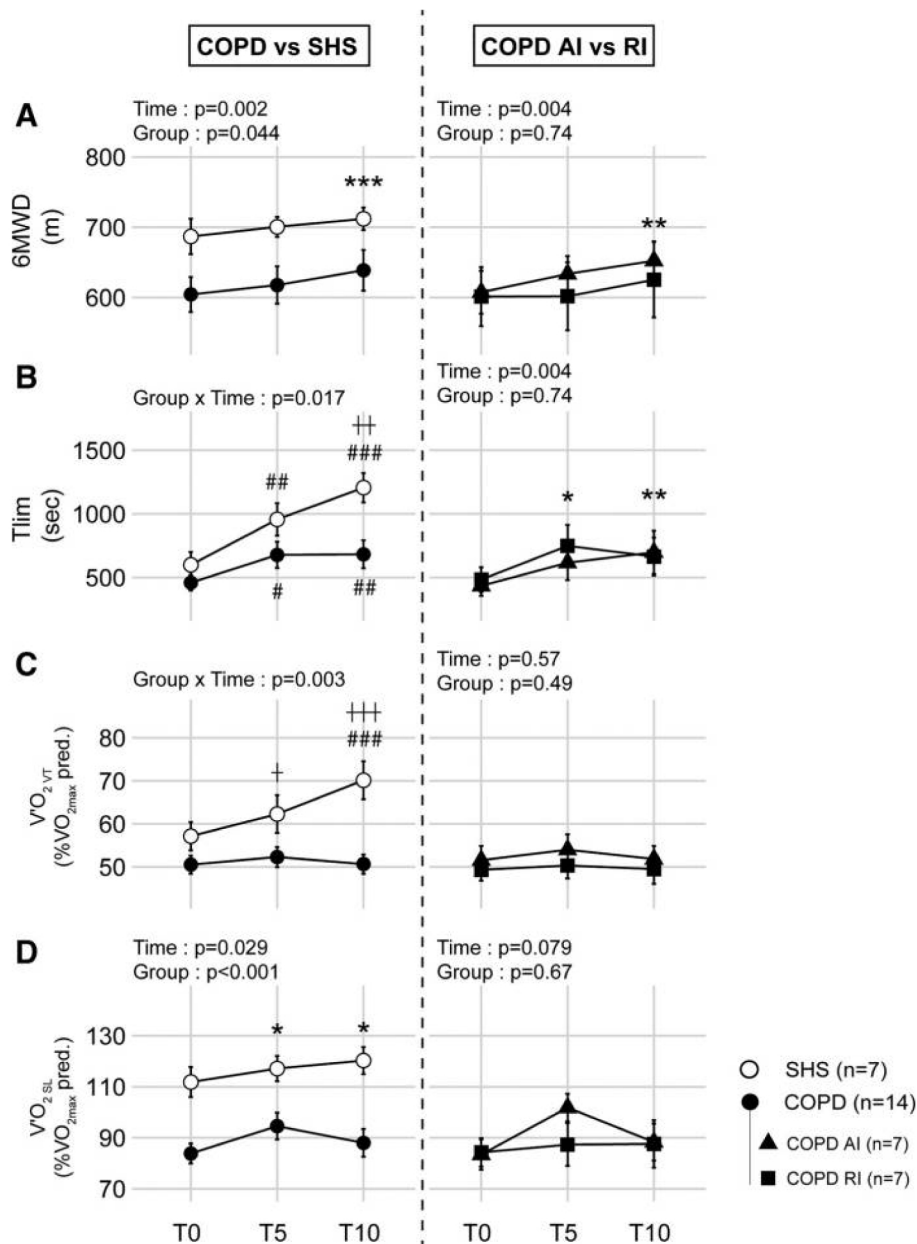 COPD vs SHS
COPD AI vs RI
A
Time : p=0.002
Group : p=0.044
Time : p=0.004
Group : p=0.74
6MWD
(m)
800
700
600
***
**
B
Group x Time : p=0.017
Time : p=0.004
Group : p=0.74
Tlim
(sec)
1500
1000
500
##
‡
###
#
##
*
**
C
Group x Time : p=0.003
Time : p=0.57
Group : p=0.49
V'O2 VT
(%VO2max pred.)
80
70
60
50
+
+++
###
D
Time : p=0.029
Group : p<0.001
Time : p=0.079
Group : p=0.67
V'O2 SL
(%VO2max pred.)
130
110
90
70
*
*
SHS (n=7)
COPD (n=14)
COPD AI (n=7)
COPD RI (n=7)
T0 T5 T10
T0 T5 T10